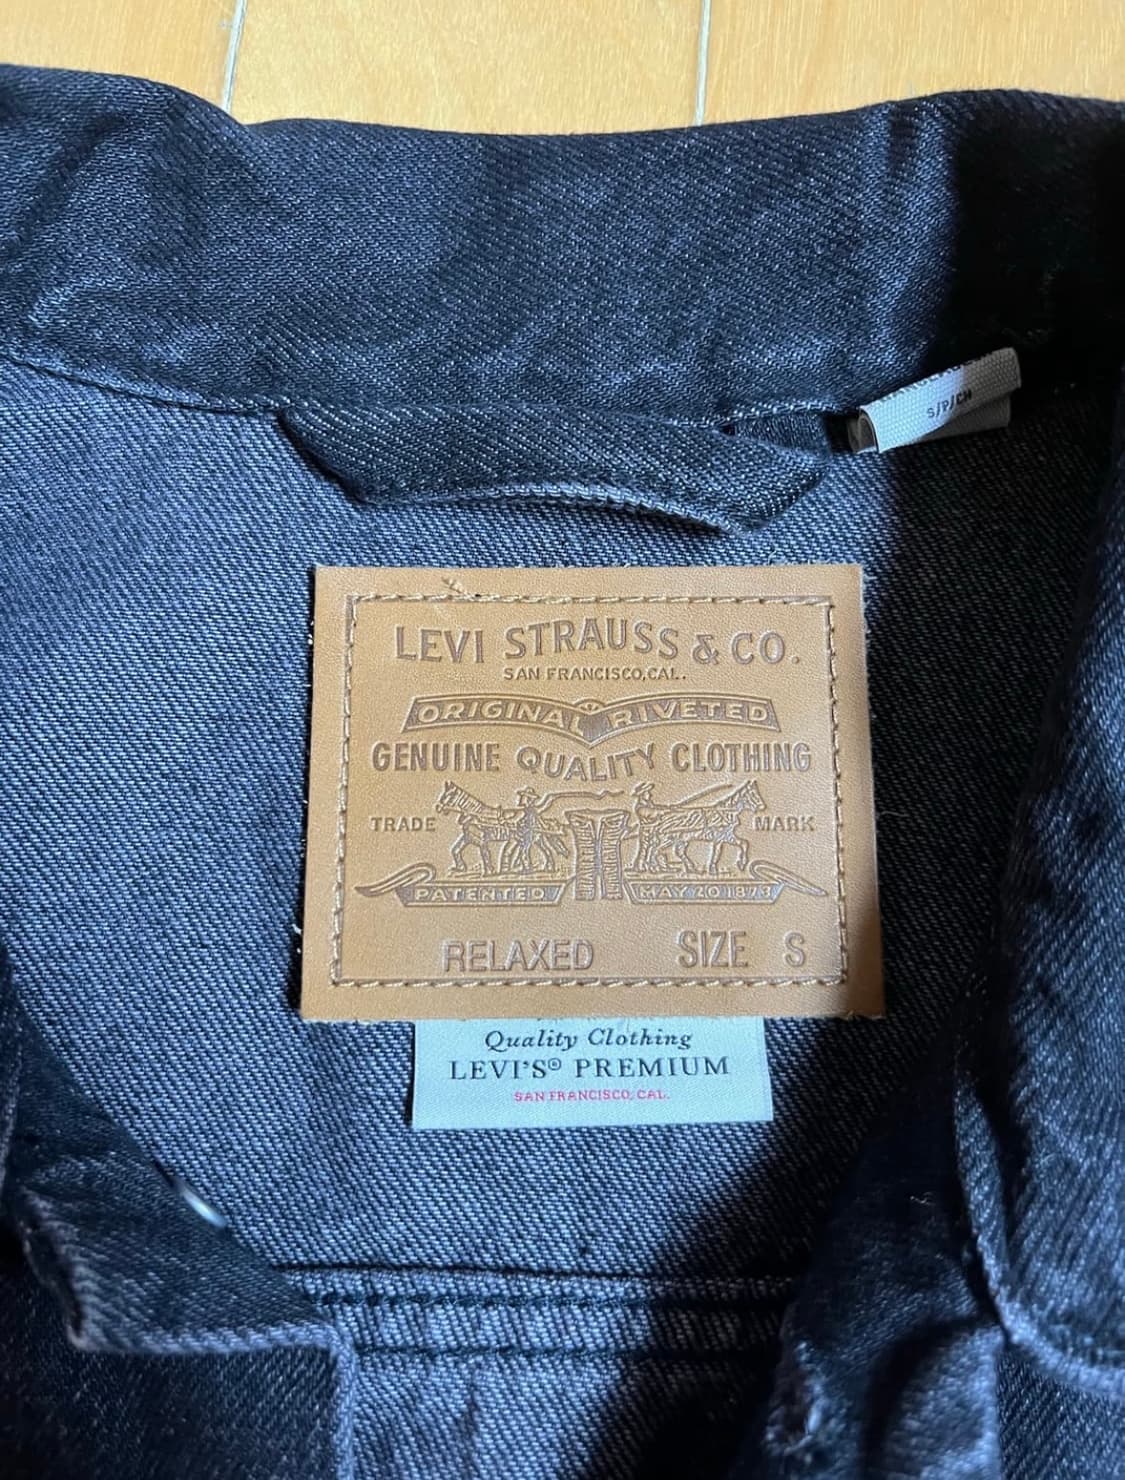 S/P/CH
LEVI STRAUSS & CO.
SAN FRANCISCO, CAL.
ORIGINAL RIVETED
GENUINE QUALITY CLOTHING
TRADE MARK
PATENTED MAY 20 1873
RELAXED SIZE S
Quality Clothing
LEVI'S® PREMIUM
SAN FRANCISCO, CAL.